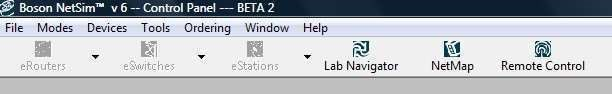 Boson NetSim™ v 6 -- Control Panel --- BETA 2
File Modes Devices Tools Ordering Window Help
eRouters eSwitches eStations Lab Navigator NetMap Remote Control